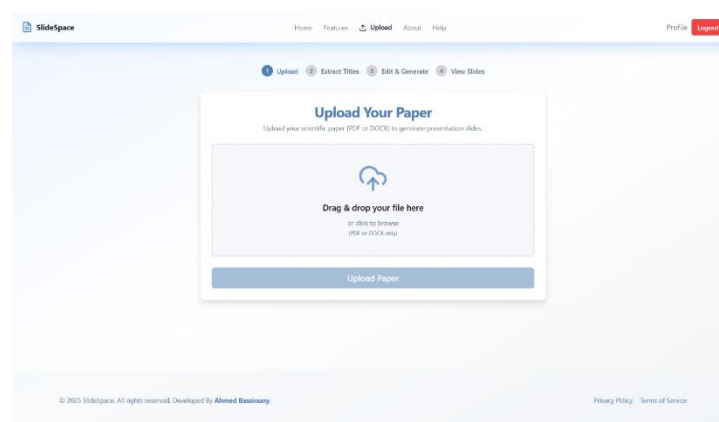 SlideSpace
Home Features Upload About Help
Profile Logout
1 Upload 2 Extract Titles 3 Edit & Generate 4 View Slides
Upload Your Paper
Upload your scientific paper (PDF or DOCX) to generate presentation slides.
Drag & drop your file here
or click to browse
(PDF or DOCX only)
Upload Paper
© 2025 SlideSpace. All rights reserved. Developed By Ahmed Bassiouny.
Privacy Policy Terms of Service